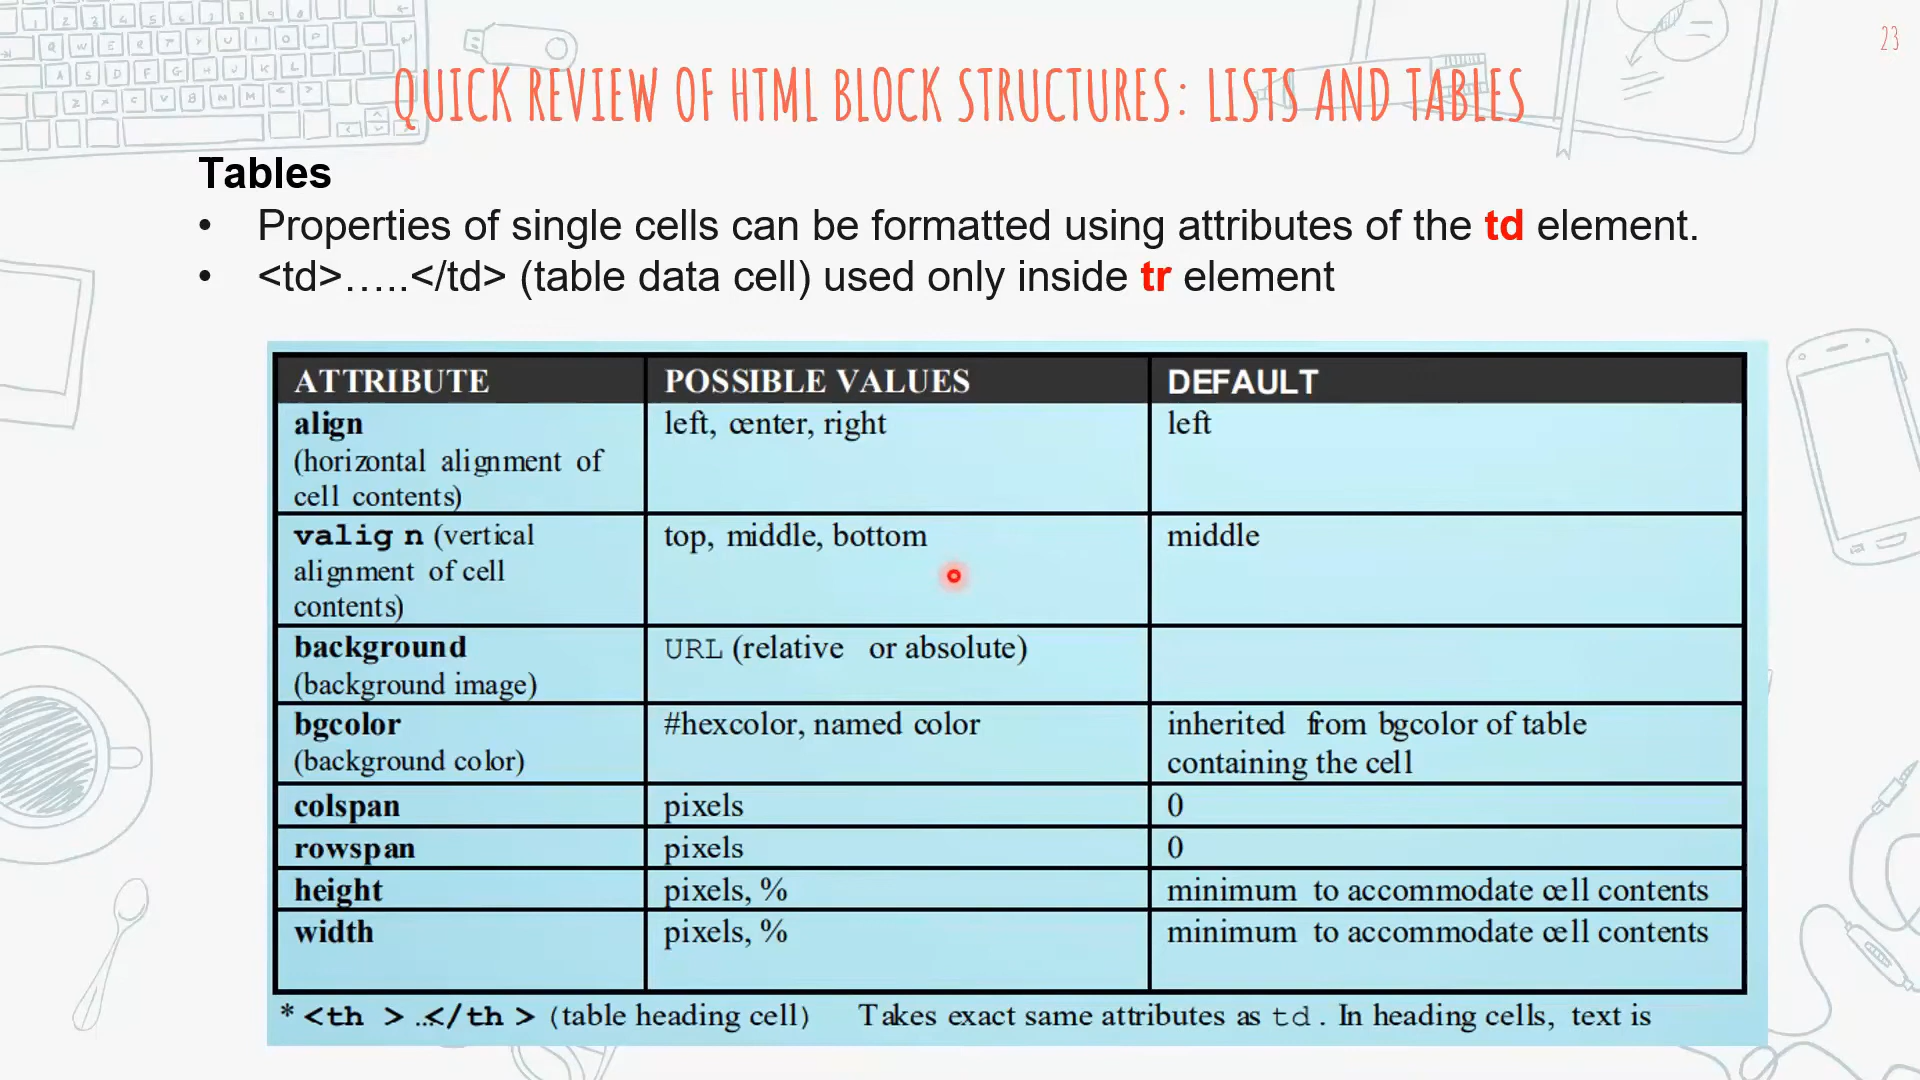 23
QUICK REVIEW OF HTML BLOCK STRUCTURES: LISTS AND TABLES
Tables
• Properties of single cells can be formatted using attributes of the td element.
• <td>…..</td> (table data cell) used only inside tr element
ATTRIBUTE POSSIBLE VALUES DEFAULT
align left, center, right left
(horizontal alignment of
cell contents)
valig n (vertical top, middle, bottom middle
alignment of cell
contents)
background URL (relative or absolute)
(background image)
bgcolor #hexcolor, named color inherited from bgcolor of table
(background color) containing the cell
colspan pixels 0
rowspan pixels 0
height pixels, % minimum to accommodate cell contents
width pixels, % minimum to accommodate cell contents
* <th > …</th > (table heading cell) Takes exact same attributes as td. In heading cells, text is